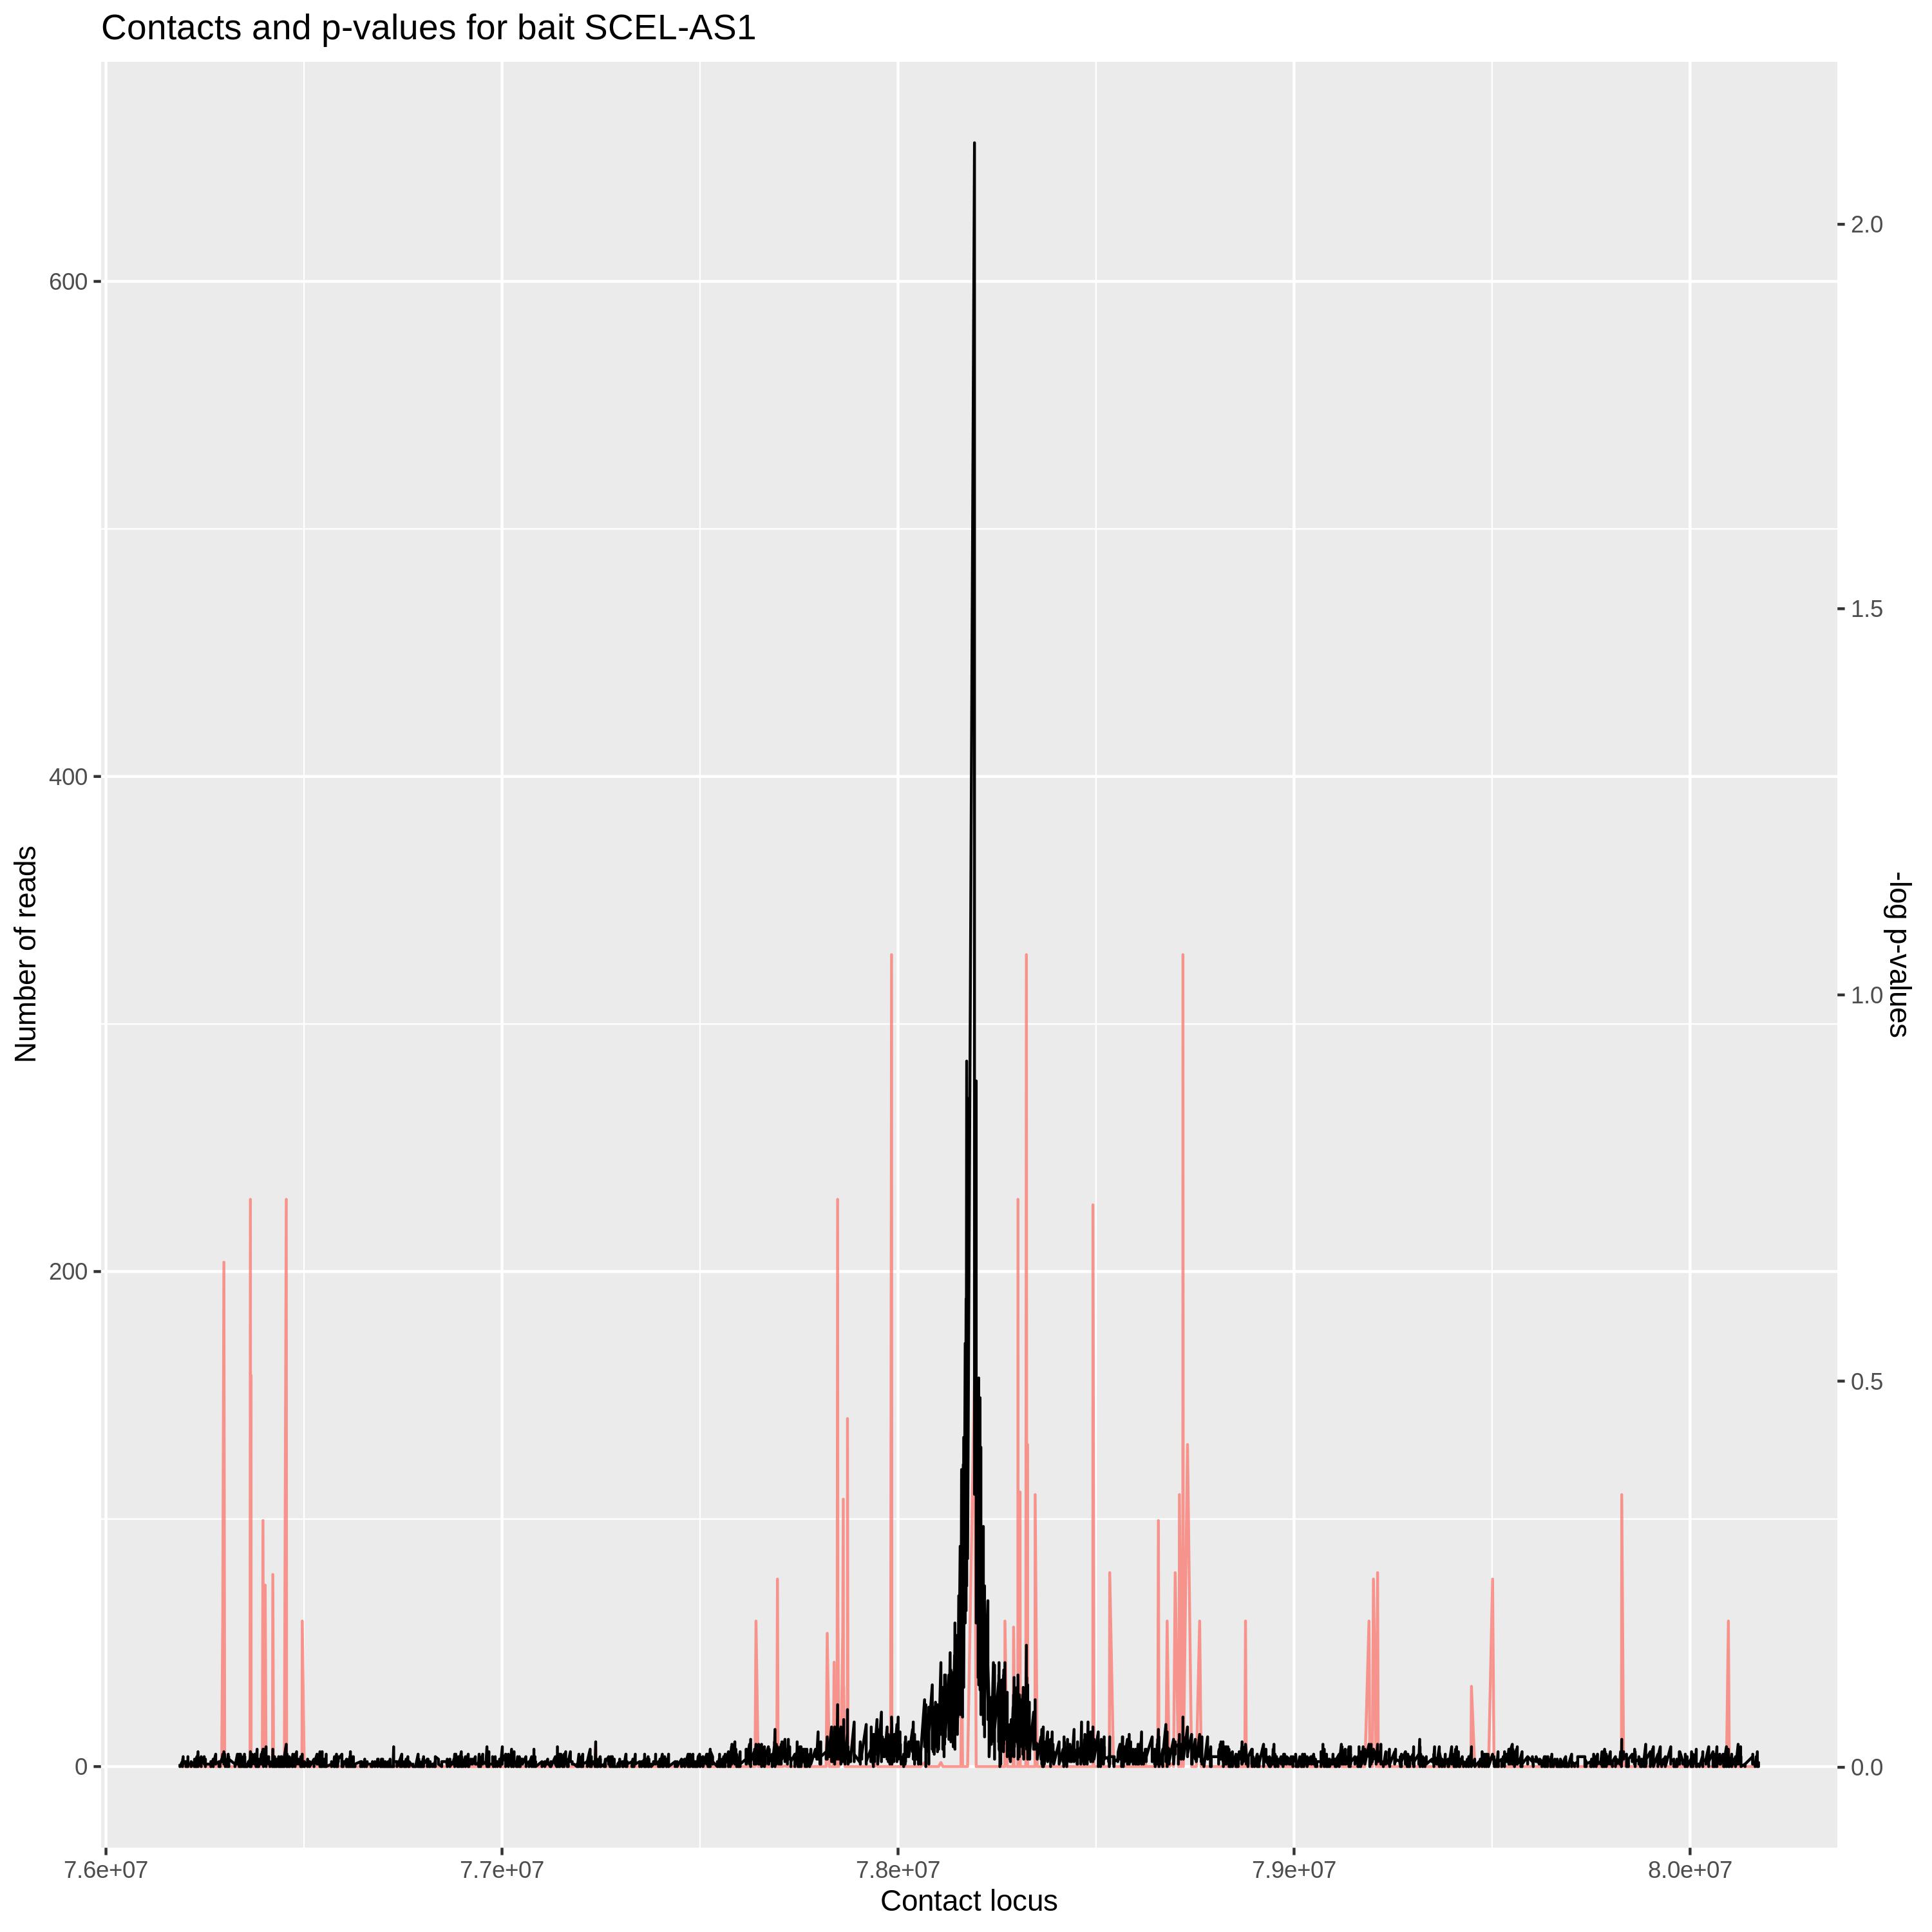 Contacts and p-values for bait SCEL-AS1
Number of reads
600
400
200
0
2.0
1.5
1.0
0.5
0.0
-log p-values
7.6e+07
7.7e+07
7.8e+07
7.9e+07
8.0e+07
Contact locus